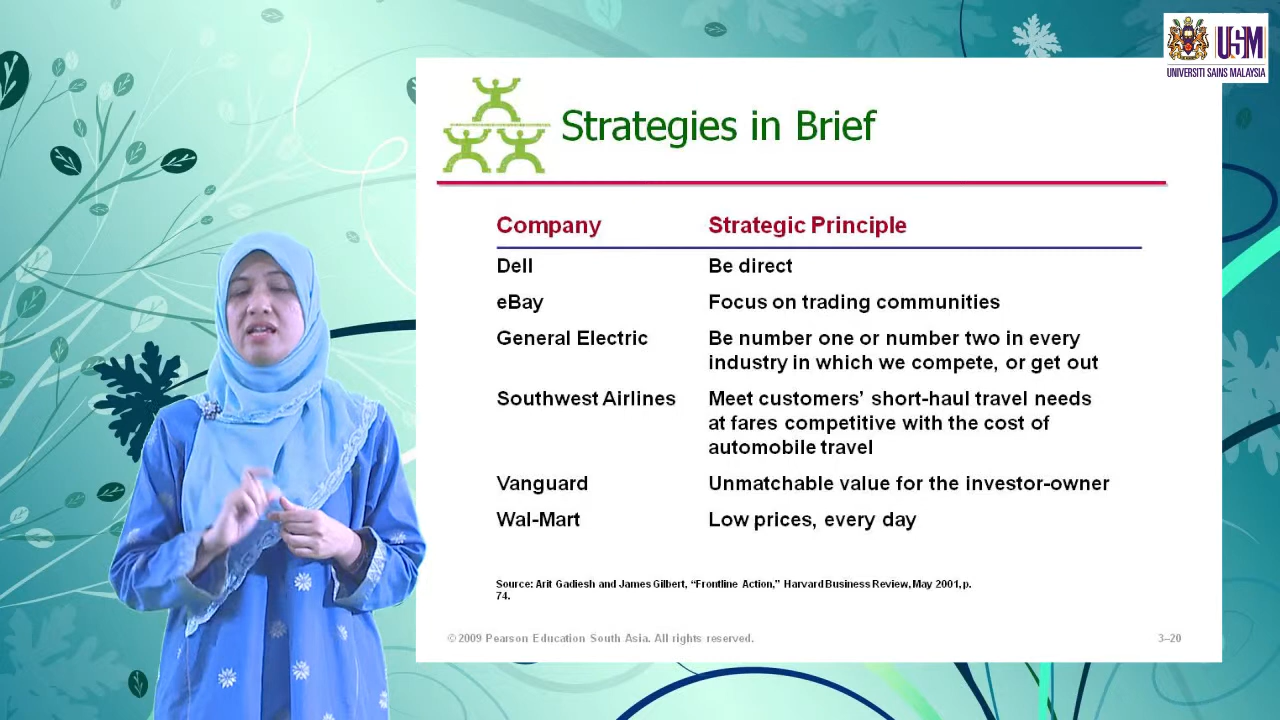 USM
UNIVERSITI SAINS MALAYSIA
Strategies in Brief
Company Strategic Principle
Dell Be direct
eBay Focus on trading communities
General Electric Be number one or number two in every
industry in which we compete, or get out
Southwest Airlines Meet customers’ short-haul travel needs
at fares competitive with the cost of
automobile travel
Vanguard Unmatchable value for the investor-owner
Wal-Mart Low prices, every day
Source: Arit Gadiesh and James Gilbert, “Frontline Action,” Harvard Business Review, May 2001, p.
74.
© 2009 Pearson Education South Asia. All rights reserved. 3–20